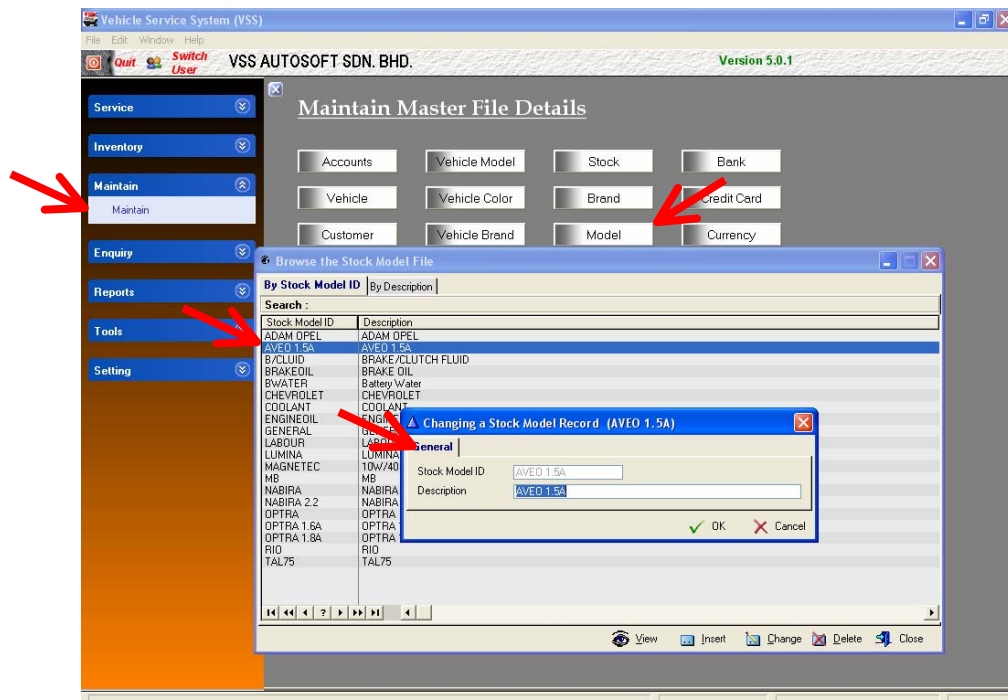 Vehicle Service System (VSS)
File Edit Window Help
Quit Switch User VSS AUTOSOFT SDN. BHD. Version 5.0.1
Service
Inventory
Maintain
Maintain
Enquiry
Reports
Tools
Setting
Maintain Master File Details
Accounts Vehicle Model Stock Bank
Vehicle Vehicle Color Brand Credit Card
Customer Vehicle Brand Model Currency
Browse the Stock Model File
By Stock Model ID By Description
Search :
Stock Model ID Description
ADAM OPEL ADAM OPEL
AVEO 1.5A AVEO 1.5A
B/CLUID BRAKE/CLUTCH FLUID
BRAKEOIL BRAKE OIL
BWATER Battery Water
CHEVROLET CHEVROLET
COOLANT COOLANT
ENGINEOIL
GENERAL
LABOUR
LUMINA LUMINA
MAGNETEC 10W/40
MB MB
NABIRA NABIRA
NABIRA 2.2 NABIRA
OPTRA OPTRA
OPTRA 1.6A OPTRA
OPTRA 1.8A OPTRA
RIO RIO
TAL75 TAL75
Changing a Stock Model Record (AVEO 1.5A)
General
Stock Model ID AVEO 1.5A
Description AVEO 1.5A
OK Cancel
View Insert Change Delete Close